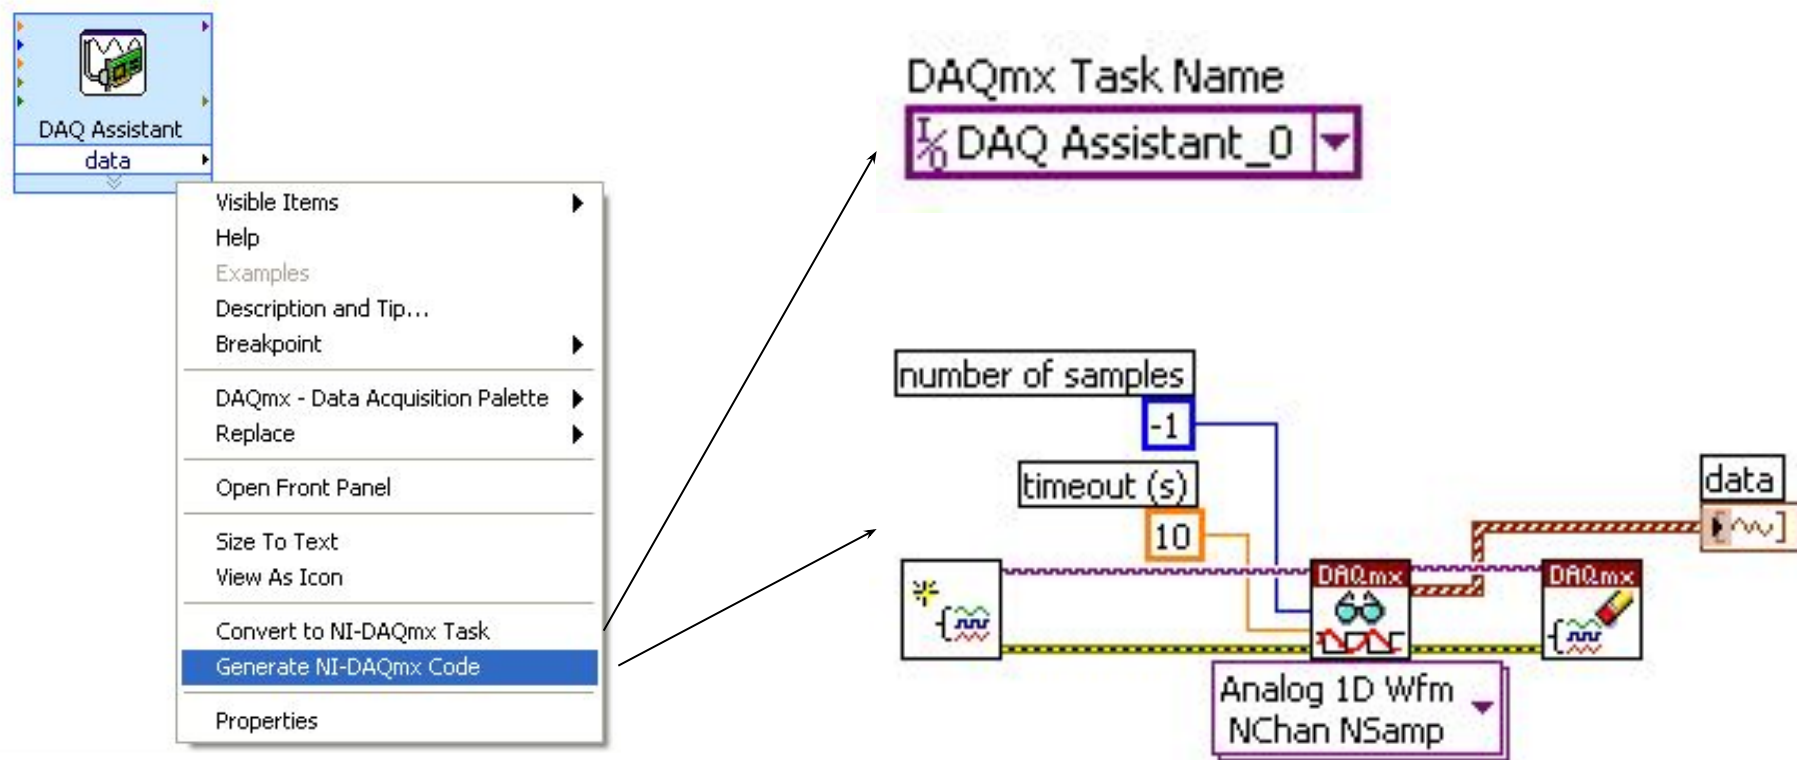 DAQ Assistant
data
Visible Items
Help
Examples
Description and Tip...
Breakpoint
DAQmx - Data Acquisition Palette
Replace
Open Front Panel
Size To Text
View As Icon
Convert to NI-DAQmx Task
Generate NI-DAQmx Code
Properties
DAQmx Task Name
I/O DAQ Assistant_0
number of samples
-1
timeout (s)
10
data
DAQmx
DAQmx
Analog 1D Wfm
NChan NSamp